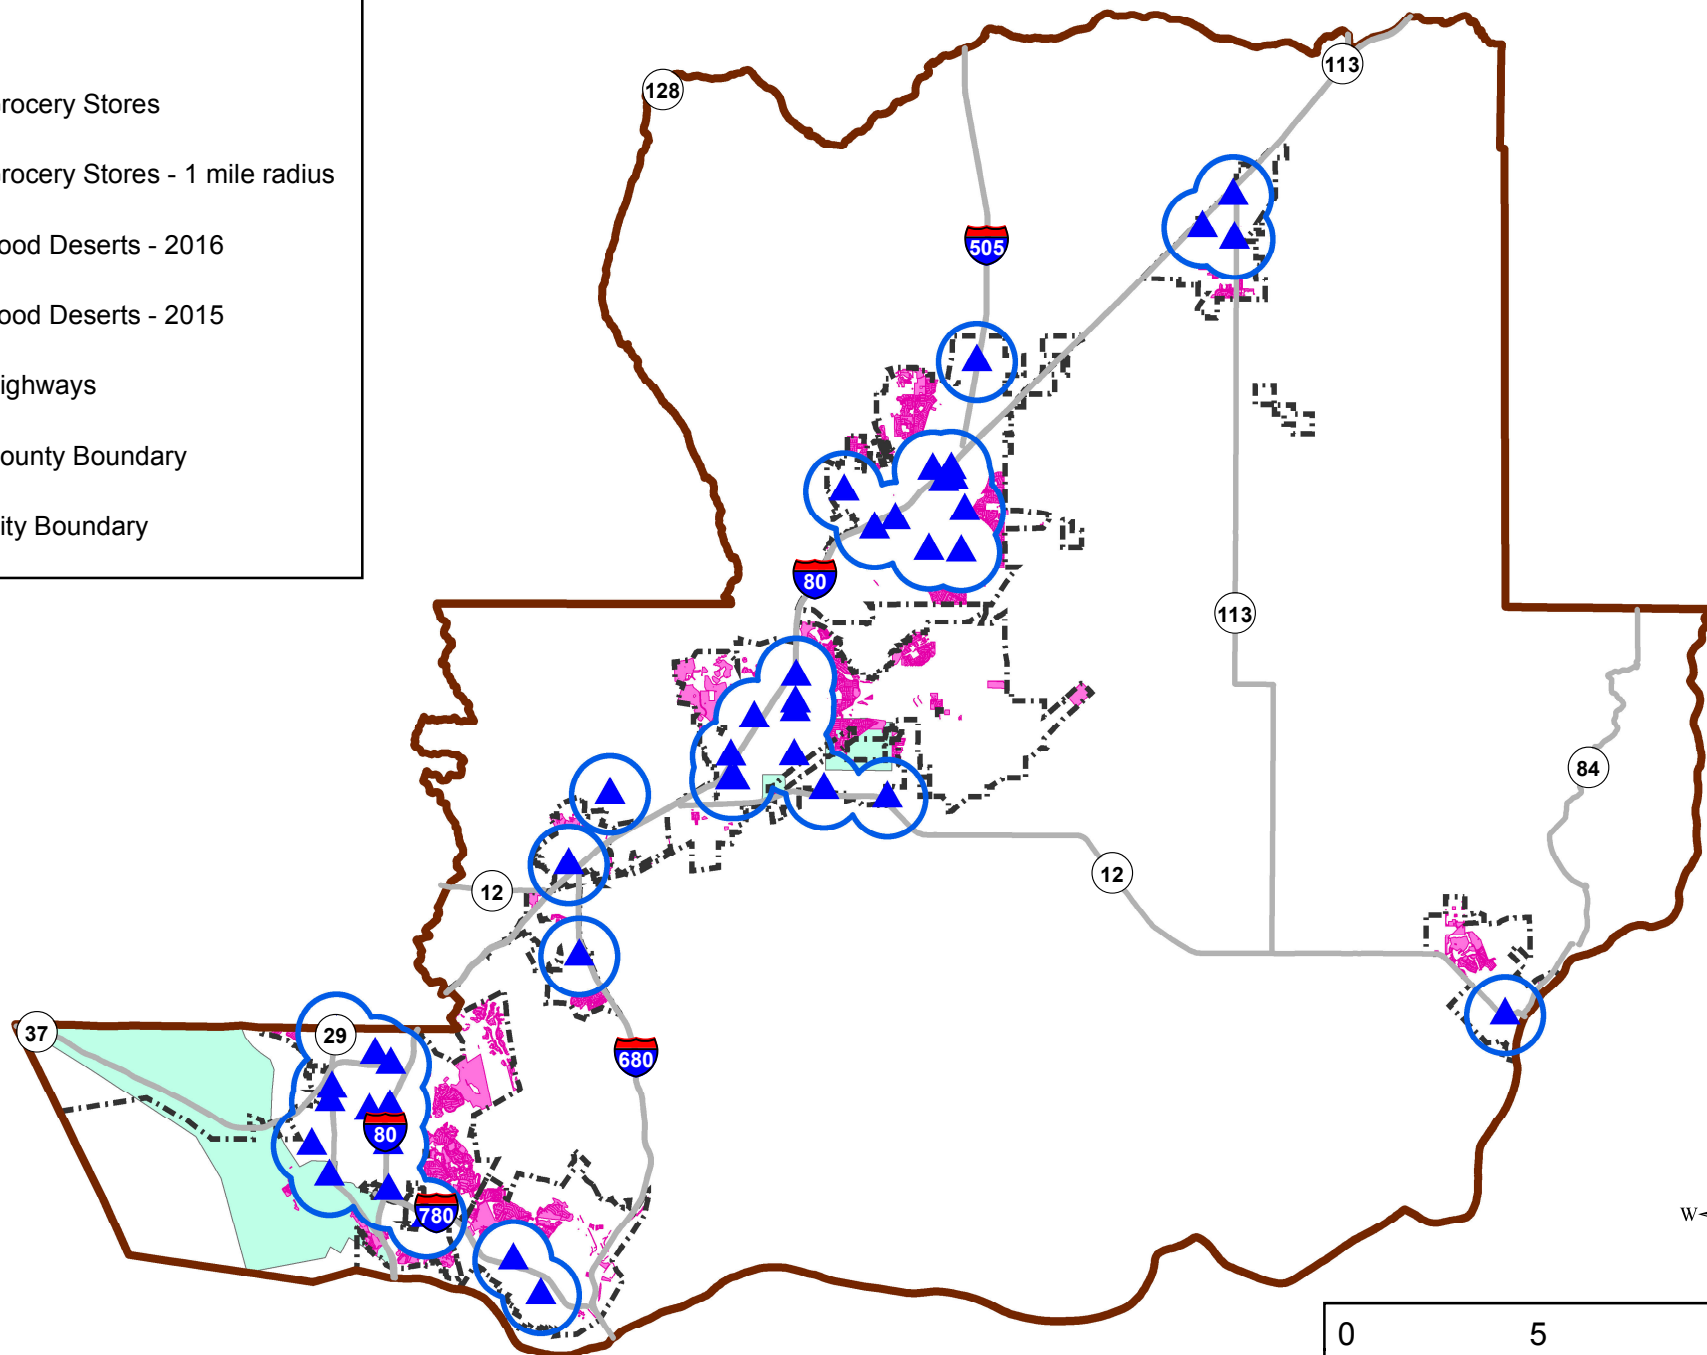 rocery Stores
rocery Stores - 1 mile radius
ood Deserts - 2016
ood Deserts - 2015
ighways
ounty Boundary
ity Boundary
128
113
505
80
113
84
12
12
37
29
680
80
780
W
0 5